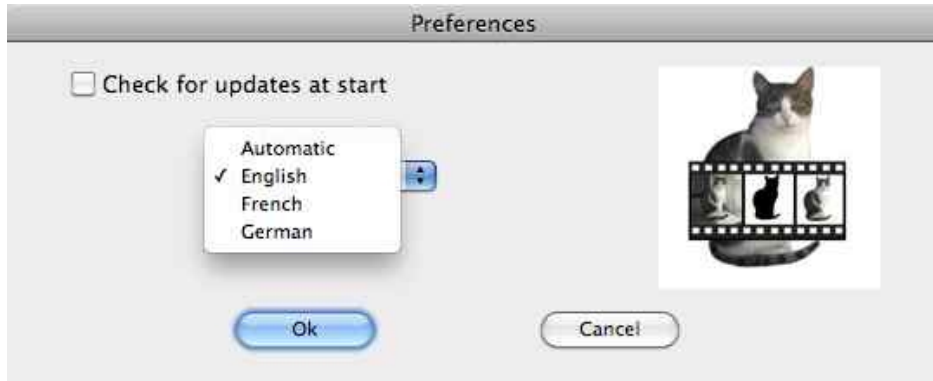 Preferences
Check for updates at start
Automatic
✓ English
French
German
Ok
Cancel